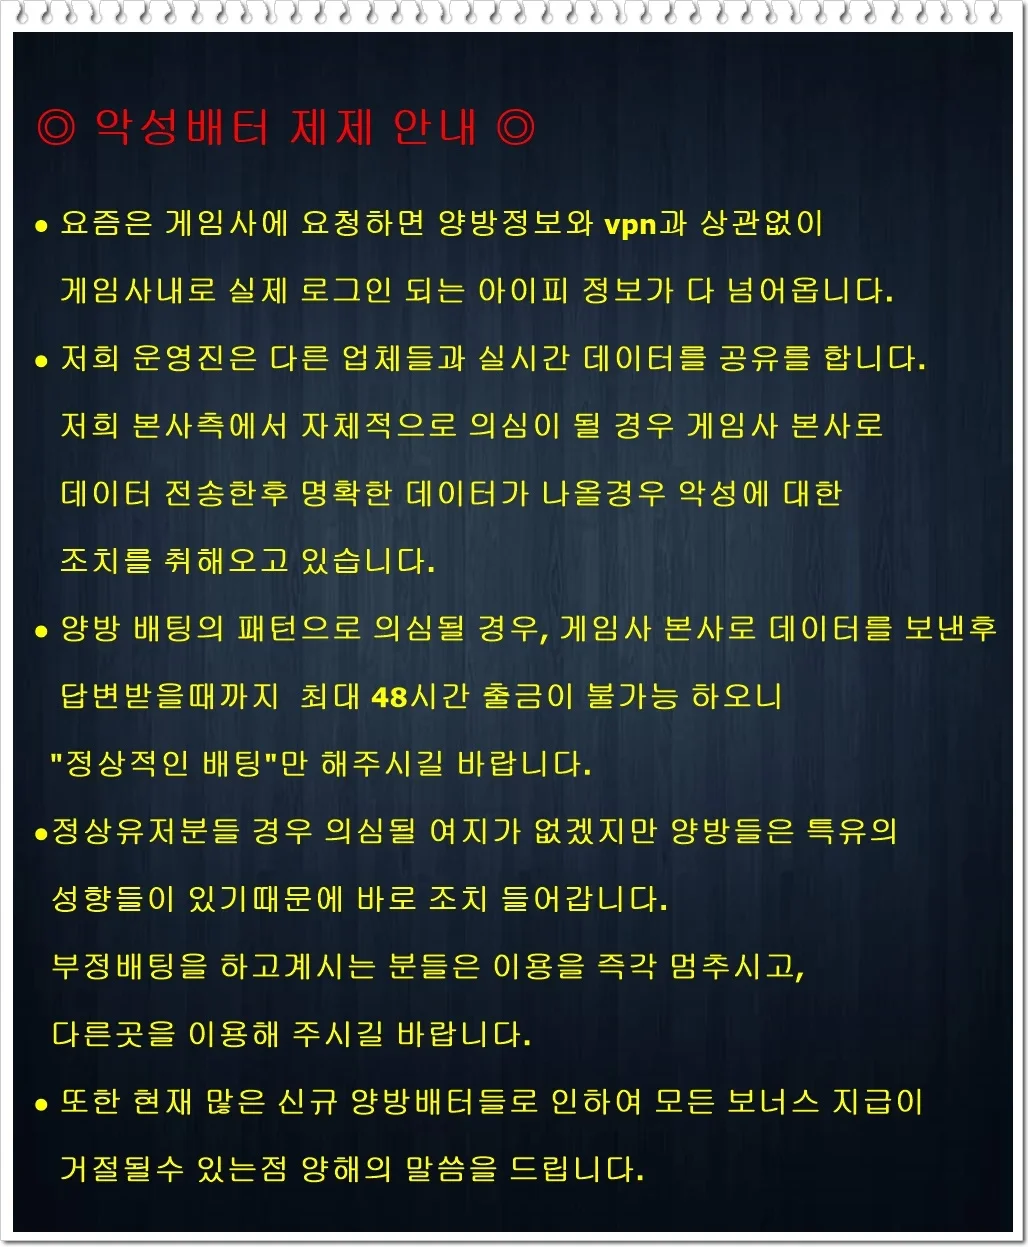 ◎ 악성배터 제제 안내 ◎
● 요즘은 게임사에 요청하면 양방정보와 vpn과 상관없이
게임사내로 실제 로그인 되는 아이피 정보가 다 넘어옵니다.
● 저희 운영진은 다른 업체들과 실시간 데이터를 공유를 합니다.
저희 본사측에서 자체적으로 의심이 될 경우 게임사 본사로
데이터 전송한후 명확한 데이터가 나올경우 악성에 대한
조치를 취해오고 있습니다.
● 양방 배팅의 패턴으로 의심될 경우, 게임사 본사로 데이터를 보낸후
답변받을때까지 최대 48시간 출금이 불가능 하오니
"정상적인 배팅"만 해주시길 바랍니다.
●정상유저분들 경우 의심될 여지가 없겠지만 양방들은 특유의
성향들이 있기때문에 바로 조치 들어갑니다.
부정배팅을 하고계시는 분들은 이용을 즉각 멈추시고,
다른곳을 이용해 주시길 바랍니다.
● 또한 현재 많은 신규 양방배터들로 인하여 모든 보너스 지급이
거절될수 있는점 양해의 말씀을 드립니다.